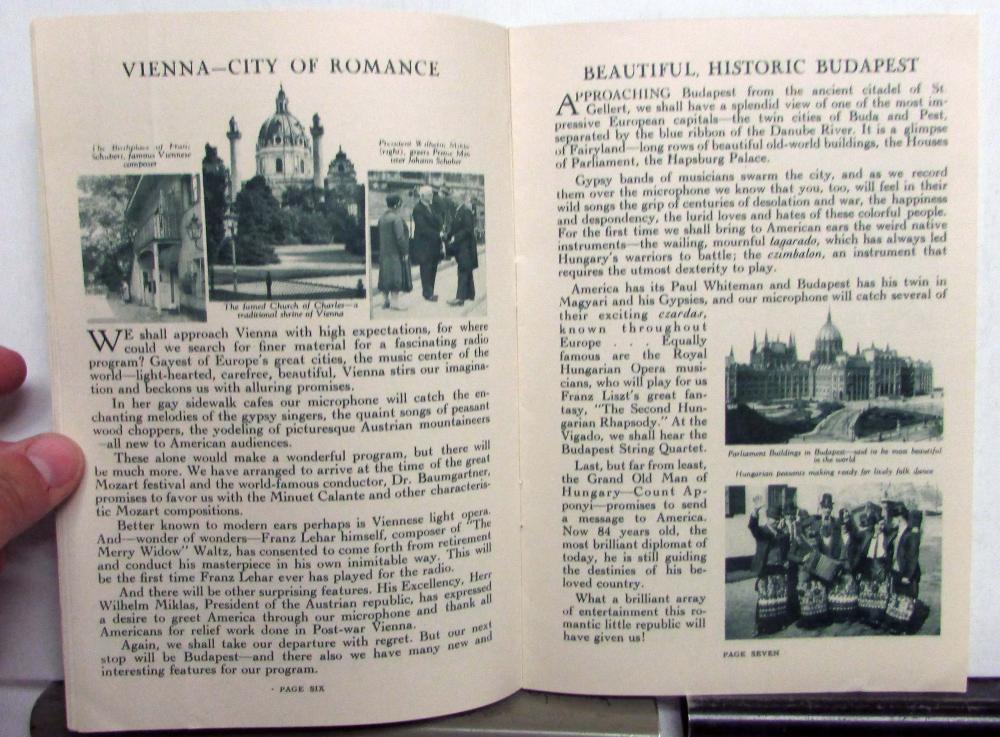 VIENNA—CITY OF ROMANCE
The Birthplace of Franz
Schubert, famous Viennese
composer
President Wilhelm Miklas
(right), greets Prime Min-
ister Johann Schober
The famed Church of Charles—a
traditional shrine of Vienna
WE shall approach Vienna with high expectations, for where
could we search for finer material for a fascinating radio
program? Gayest of Europe's great cities, the music center of the
world—light-hearted, carefree, beautiful, Vienna stirs our imagina-
tion and beckons us with alluring promises.
In her gay sidewalk cafes our microphone will catch the en-
chanting melodies of the gypsy singers, the quaint songs of peasant
wood choppers, the yodeling of picturesque Austrian mountaineers
—all new to American audiences.
These alone would make a wonderful program, but there will
be much more. We have arranged to arrive at the time of the great
Mozart festival and the world-famous conductor, Dr. Baumgartner,
promises to favor us with the Minuet Calante and other characteris-
tic Mozart compositions.
Better known to modern ears perhaps is Viennese light opera.
And—wonder of wonders—Franz Lehar himself, composer of "The
Merry Widow" Waltz, has consented to come forth from retirement
and conduct his masterpiece in his own inimitable way. This will
be the first time Franz Lehar ever has played for the radio.
And there will be other surprising features. His Excellency, Herr
Wilhelm Miklas, President of the Austrian republic, has expressed
a desire to greet America through our microphone and thank all
Americans for relief work done in Post-war Vienna.
Again, we shall take our departure with regret. But our next
stop will be Budapest—and there also we have many new and
interesting features for our program.
· PAGE SIX
BEAUTIFUL, HISTORIC BUDAPEST
APPROACHING Budapest from the ancient citadel of St.
Gellert, we shall have a splendid view of one of the most im-
pressive European capitals—the twin cities of Buda and Pest,
separated by the blue ribbon of the Danube River. It is a glimpse
of Fairyland—long rows of beautiful old-world buildings, the Houses
of Parliament, the Hapsburg Palace.
Gypsy bands of musicians swarm the city, and as we record
them over the microphone we know that you, too, will feel in their
wild songs the grip of centuries of desolation and war, the happiness
and despondency, the lurid loves and hates of these colorful people.
For the first time we shall bring to American ears the weird native
instruments—the wailing, mournful tagarado, which has always led
Hungary's warriors to battle; the czimbalon, an instrument that
requires the utmost dexterity to play.
America has its Paul Whiteman and Budapest has his twin in
Magyari and his Gypsies, and our microphone will catch several of
their exciting czardar,
known throughout
Europe . . . Equally
famous are the Royal
Hungarian Opera musi-
cians, who will play for us
Franz Liszt's great fan-
tasy, "The Second Hun-
garian Rhapsody." At the
Vigado, we shall hear the
Budapest String Quartet.
Last, but far from least,
the Grand Old Man of
Hungary—Count Ap-
ponyi—promises to send
a message to America.
Now 84 years old, the
most brilliant diplomat of
today, he is still guiding
the destinies of his be-
loved country.
What a brilliant array
of entertainment this ro-
mantic little republic will
have given us!
Parliament Buildings in Budapest—said to be most beautiful
in the world
Hungarian peasants making ready for lively folk dance
PAGE SEVEN